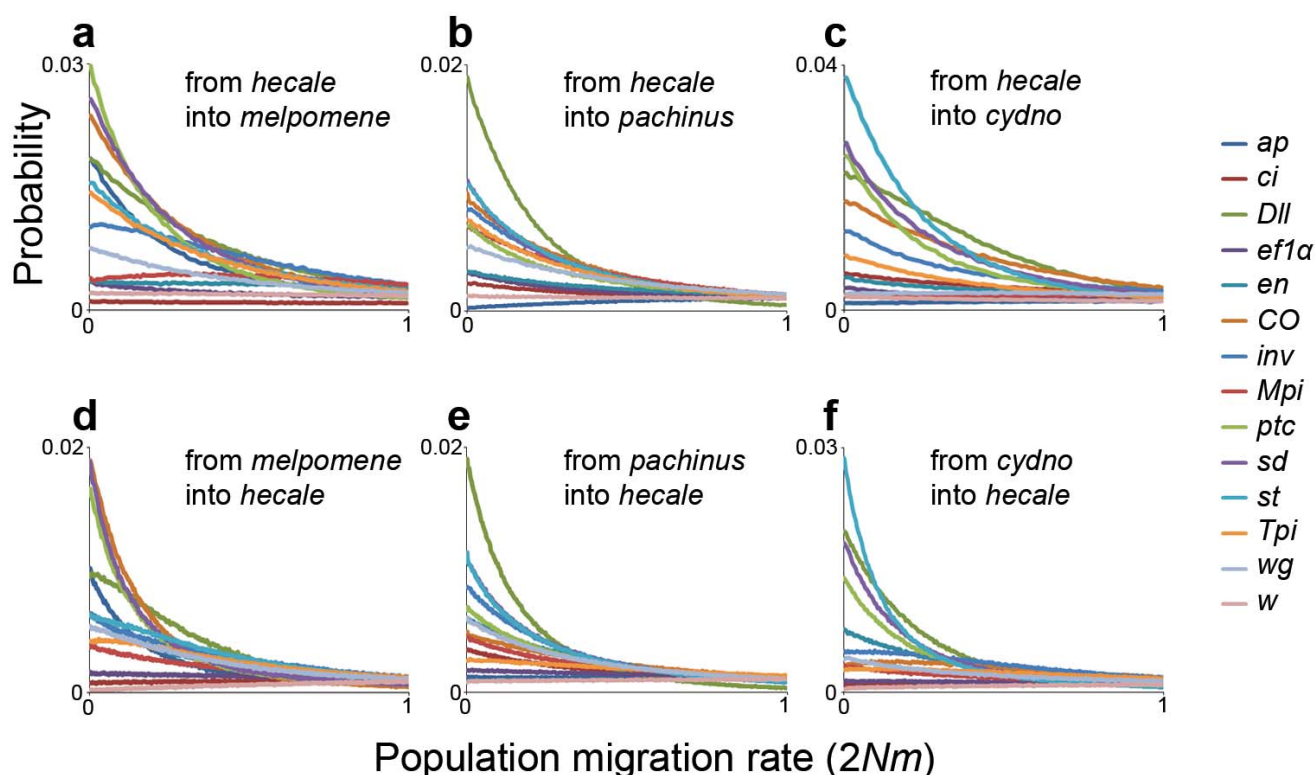 a
0.03
from hecale
into melpomene
0
0
1
b
0.02
from hecale
into pachinus
0
0
1
c
0.04
from hecale
into cydno
0
0
1
Probability
ap
ci
Dll
ef1α
en
CO
inv
Mpi
ptc
sd
st
Tpi
wg
w
d
0.02
from melpomene
into hecale
0
0
1
e
0.02
from pachinus
into hecale
0
0
1
f
0.03
from cydno
into hecale
0
0
1
Population migration rate (2Nm)